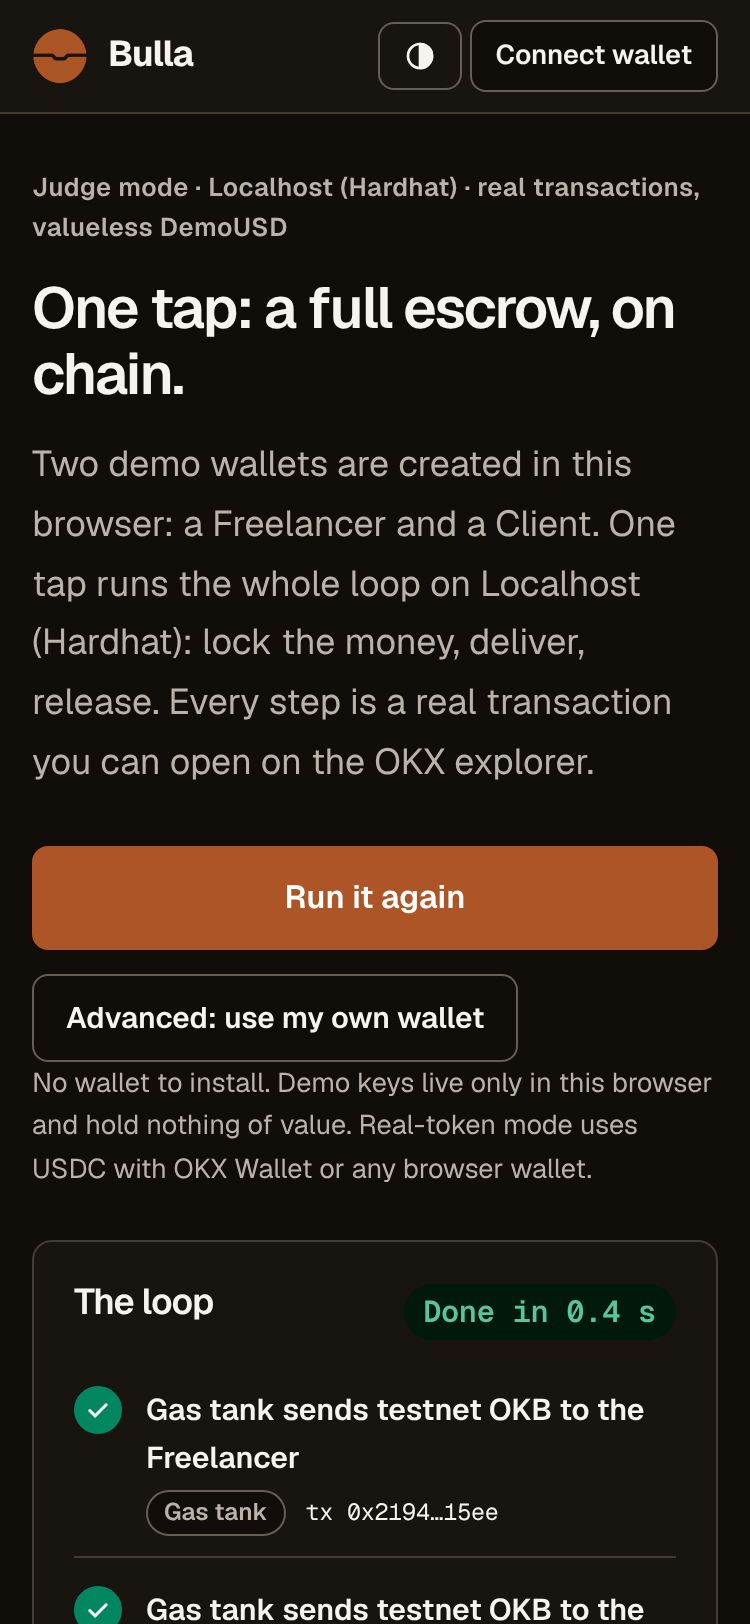 Bulla
Connect wallet
Judge mode · Localhost (Hardhat) · real transactions,
valueless DemoUSD
One tap: a full escrow, on
chain.
Two demo wallets are created in this
browser: a Freelancer and a Client. One
tap runs the whole loop on Localhost
(Hardhat): lock the money, deliver,
release. Every step is a real transaction
you can open on the OKX explorer.
Run it again
Advanced: use my own wallet
No wallet to install. Demo keys live only in this browser
and hold nothing of value. Real-token mode uses
USDC with OKX Wallet or any browser wallet.
The loop
Done in 0.4 s
Gas tank sends testnet OKB to the
Freelancer
Gas tank
tx 0x2194…15ee
Gas tank sends testnet OKB to the